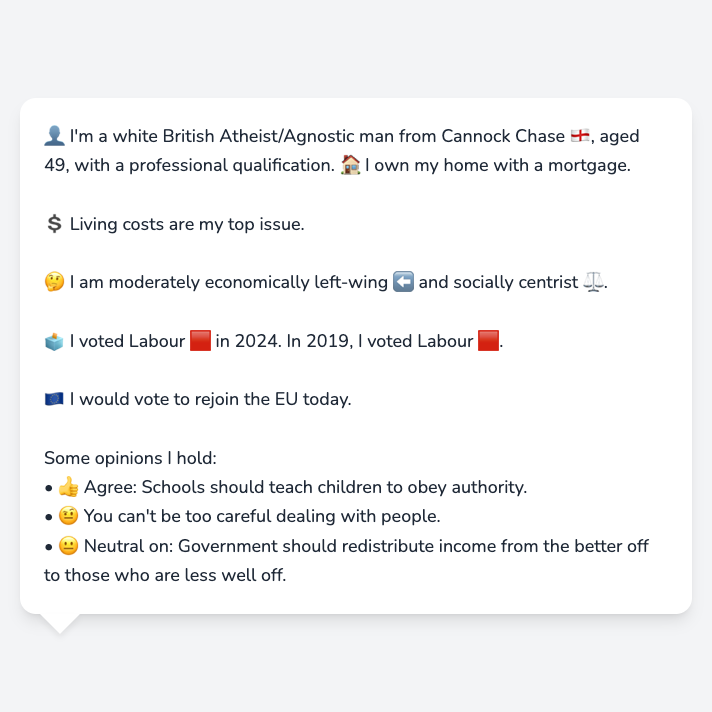 👤 I'm a white British Atheist/Agnostic man from Cannock Chase 🏴󠁧󠁢󠁥󠁮󠁧󠁿, aged
49, with a professional qualification. 🏠 I own my home with a mortgage.
💲 Living costs are my top issue.
🤔 I am moderately economically left-wing ⬅️ and socially centrist ⚖️.
🗳️ I voted Labour 🟥 in 2024. In 2019, I voted Labour 🟥.
🇪🇺 I would vote to rejoin the EU today.
Some opinions I hold:
• 👍 Agree: Schools should teach children to obey authority.
• 🤨 You can't be too careful dealing with people.
• 😐 Neutral on: Government should redistribute income from the better off
to those who are less well off.